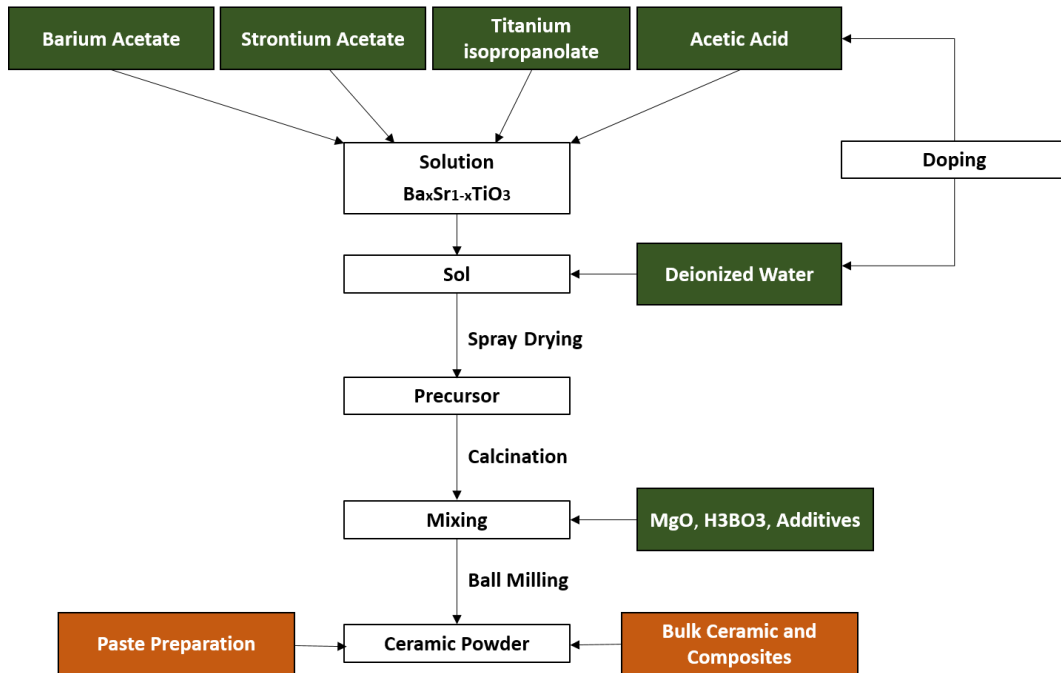 Barium Acetate
Strontium Acetate
Titanium
isopropanolate
Acetic Acid
Solution
BaxSr1-xTiO3
Doping
Sol
Deionized Water
Spray Drying
Precursor
Calcination
Mixing
MgO, H3BO3, Additives
Ball Milling
Paste Preparation
Ceramic Powder
Bulk Ceramic and
Composites